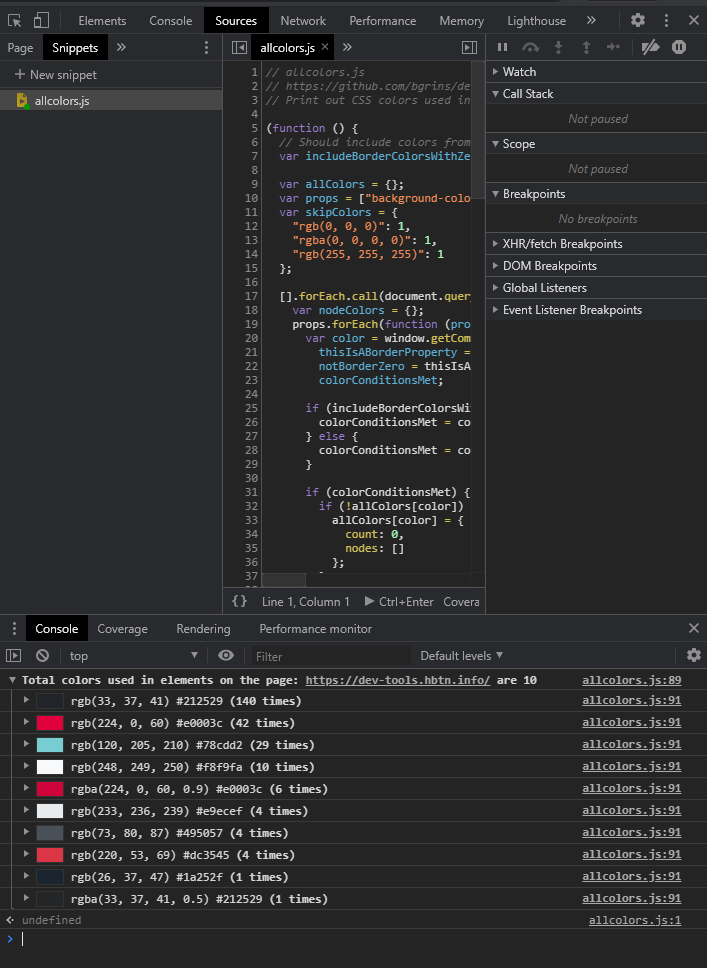 Elements Console Sources Network Performance Memory Lighthouse »
Page Snippets »
+ New snippet
allcolors.js
allcolors.js × »
1 // allcolors.js
2 // https://github.com/bgrins/de
3 // Print out CSS colors used in
4
5 (function () {
6 // Should include colors from
7 var includeBorderColorsWithZe
8
9 var allColors = {};
10 var props = ["background-colo
11 var skipColors = {
12 "rgb(0, 0, 0)": 1,
13 "rgba(0, 0, 0, 0)": 1,
14 "rgb(255, 255, 255)": 1
15 };
16
17 [].forEach.call(document.query
18 var nodeColors = {};
19 props.forEach(function (pro
20 var color = window.getCom
21 thisIsABorderProperty =
22 notBorderZero = thisIsA
23 colorConditionsMet;
24
25 if (includeBorderColorsWi
26 colorConditionsMet = co
27 } else {
28 colorConditionsMet = co
29 }
30
31 if (colorConditionsMet) {
32 if (!allColors[color])
33 allColors[color] = {
34 count: 0,
35 nodes: []
36 };
37
{} Line 1, Column 1 Ctrl+Enter Covera
Watch
Call Stack
Not paused
Scope
Not paused
Breakpoints
No breakpoints
XHR/fetch Breakpoints
DOM Breakpoints
Global Listeners
Event Listener Breakpoints
Console Coverage Rendering Performance monitor
top Filter Default levels
Total colors used in elements on the page: https://dev-tools.hbtn.info/ are 10 allcolors.js:89
rgb(33, 37, 41) #212529 (140 times) allcolors.js:91
rgb(224, 0, 60) #e0003c (42 times) allcolors.js:91
rgb(120, 205, 210) #78cdd2 (29 times) allcolors.js:91
rgb(248, 249, 250) #f8f9fa (10 times) allcolors.js:91
rgba(224, 0, 60, 0.9) #e0003c (6 times) allcolors.js:91
rgb(233, 236, 239) #e9ecef (4 times) allcolors.js:91
rgb(73, 80, 87) #495057 (4 times) allcolors.js:91
rgb(220, 53, 69) #dc3545 (4 times) allcolors.js:91
rgb(26, 37, 47) #1a252f (1 times) allcolors.js:91
rgba(33, 37, 41, 0.5) #212529 (1 times) allcolors.js:91
undefined allcolors.js:1